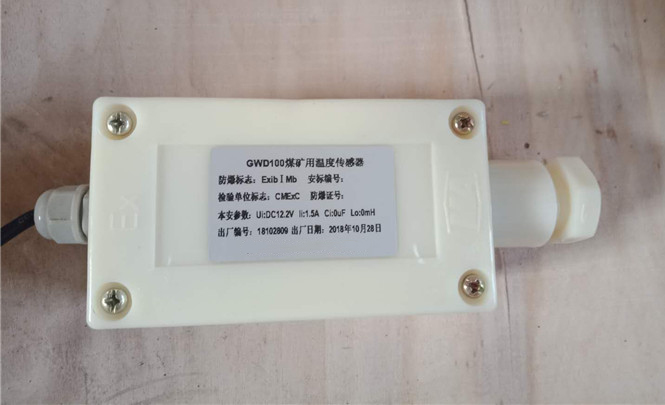 GWD100煤矿用温度传感器
防爆标志：ExibⅠMb 安标编号：
检验单位标志：CMExC 防爆证号：
本安参数：Ui:DC12.2V Ii:1.5A Ci:0uF Lo:0mH
出厂编号：18102809 出厂日期：2018年10月28日